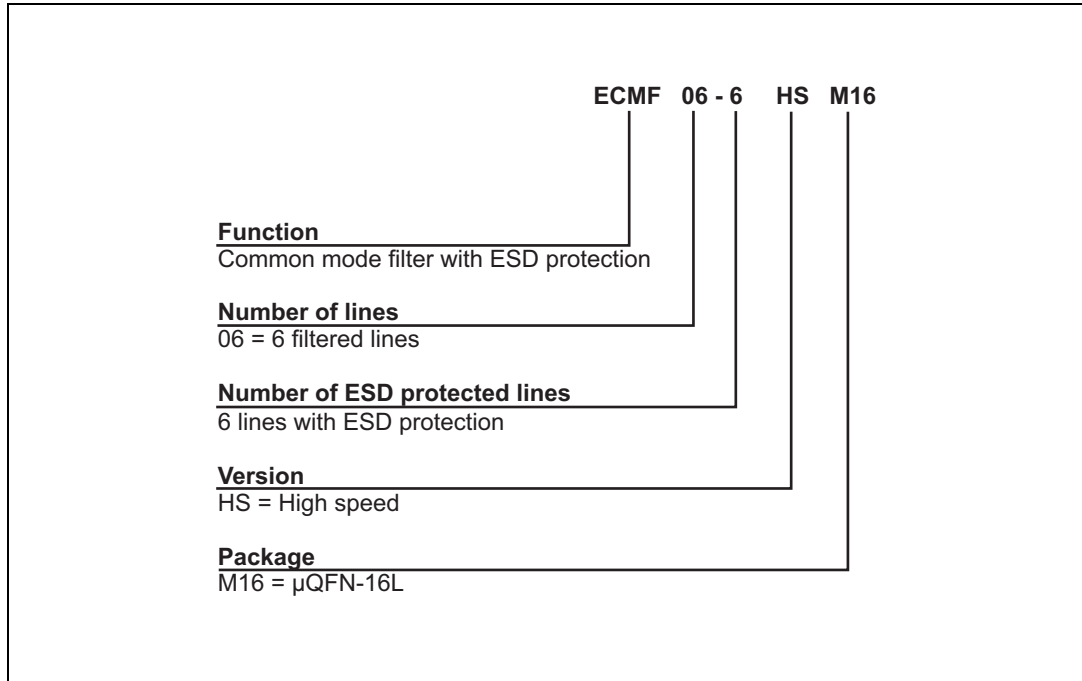 ECMF 06 - 6 HS M16
Function
Common mode filter with ESD protection
Number of lines
06 = 6 filtered lines
Number of ESD protected lines
6 lines with ESD protection
Version
HS = High speed
Package
M16 = µQFN-16L